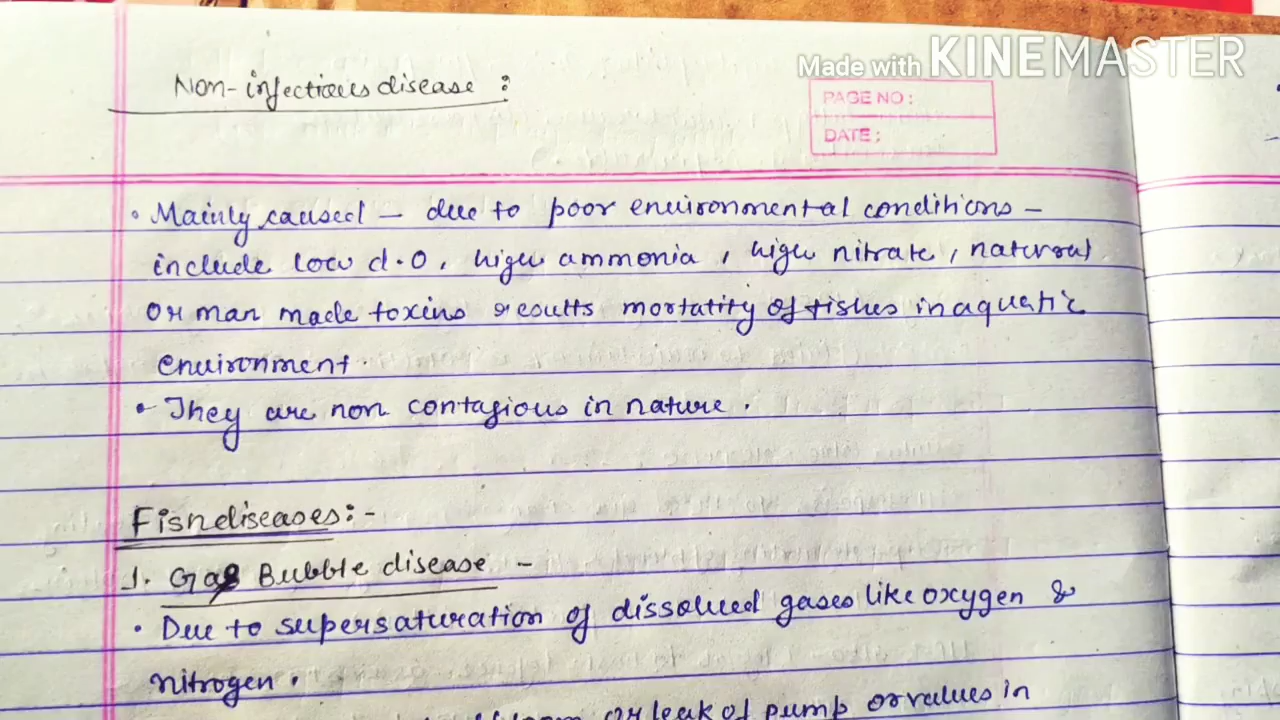 Made with KINEMASTER
Non-infectious disease :
PAGE NO :
DATE :
• Mainly caused - due to poor environmental conditions -
include low d.O, high ammonia, high nitrate, natural
or man made toxins results mortatity of fishes in aquatic
environment.
• They are non contagious in nature.
Fish diseases :-
1. Gas Bubble disease -
• Due to supersaturation of dissolved gases like oxygen &
nitrogen.
or leak of pump or values in